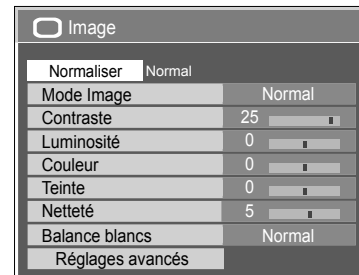 Image
Normaliser Normal
Mode Image Normal
Contraste 25
Luminosité 0
Couleur 0
Teinte 0
Netteté 5
Balance blancs Normal
Réglages avancés